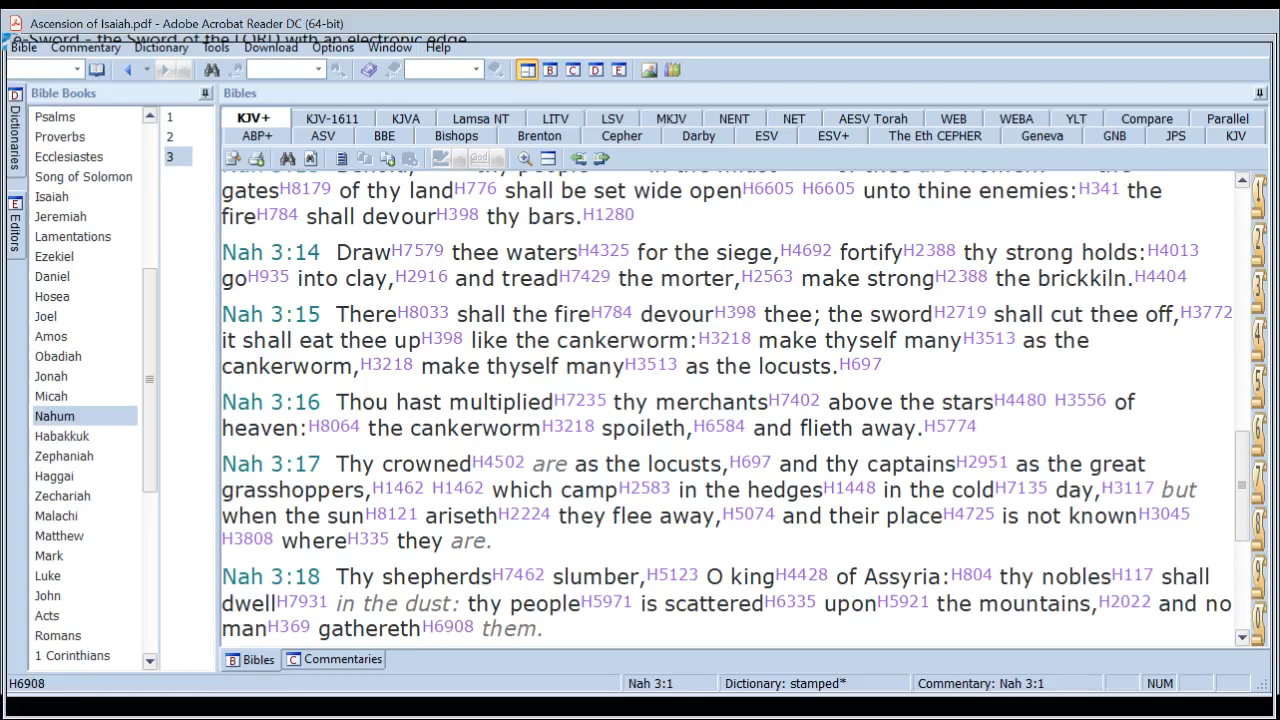 Ascension of Isaiah.pdf - Adobe Acrobat Reader DC (64-bit)
e-Sword - the Sword of the LORD with an electronic edge
Bible Commentary Dictionary Tools Download Options Window Help
Bible Books
Bibles
Dictionaries
Editors
Psalms
Proverbs
Ecclesiastes
Song of Solomon
Isaiah
Jeremiah
Lamentations
Ezekiel
Daniel
Hosea
Joel
Amos
Obadiah
Jonah
Micah
Nahum
Habakkuk
Zephaniah
Haggai
Zechariah
Malachi
Matthew
Mark
Luke
John
Acts
Romans
1 Corinthians
1
2
3
KJV+ KJV-1611 KJVA Lamsa NT LITV LSV MKJV NENT NET AESV Torah WEB WEBA YLT Compare Parallel
ABP+ ASV BBE Bishops Brenton Cepher Darby ESV ESV+ The Eth CEPHER Geneva GNB JPS KJV
gatesH8179 of thy landH776 shall be set wide openH6605 H6605 unto thine enemies:H341 the
fireH784 shall devourH398 thy bars.H1280
Nah 3:14 DrawH7579 thee watersH4325 for the siege,H4692 fortifyH2388 thy strong holds:H4013
goH935 into clay,H2916 and treadH7429 the morter,H2563 make strongH2388 the brickkiln.H4404
Nah 3:15 ThereH8033 shall the fireH784 devourH398 thee; the swordH2719 shall cut thee off,H3772
it shall eat thee upH398 like the cankerworm:H3218 make thyself manyH3513 as the
cankerworm,H3218 make thyself manyH3513 as the locusts.H697
Nah 3:16 Thou hast multipliedH7235 thy merchantsH7402 above the starsH4480 H3556 of
heaven:H8064 the cankerwormH3218 spoileth,H6584 and flieth away.H5774
Nah 3:17 Thy crownedH4502 are as the locusts,H697 and thy captainsH2951 as the great
grasshoppers,H1462 H1462 which campH2583 in the hedgesH1448 in the coldH7135 day,H3117 but
when the sunH8121 arisethH2224 they flee away,H5074 and their placeH4725 is not knownH3045
H3808 whereH335 they are.
Nah 3:18 Thy shepherdsH7462 slumber,H5123 O kingH4428 of Assyria:H804 thy noblesH117 shall
dwellH7931 in the dust: thy peopleH5971 is scatteredH6335 uponH5921 the mountains,H2022 and no
manH369 gatherethH6908 them.
Bibles Commentaries
H6908 Nah 3:1 Dictionary: stamped* Commentary: Nah 3:1 NUM